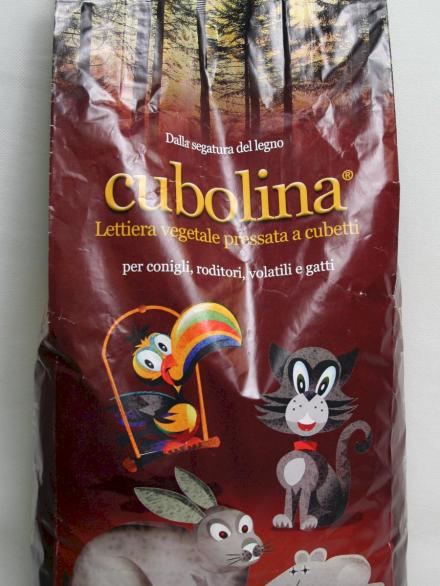 Dalla segatura del legno
cubolina®
Lettiera vegetale pressata a cubetti
per conigli, roditori, volatili e gatti